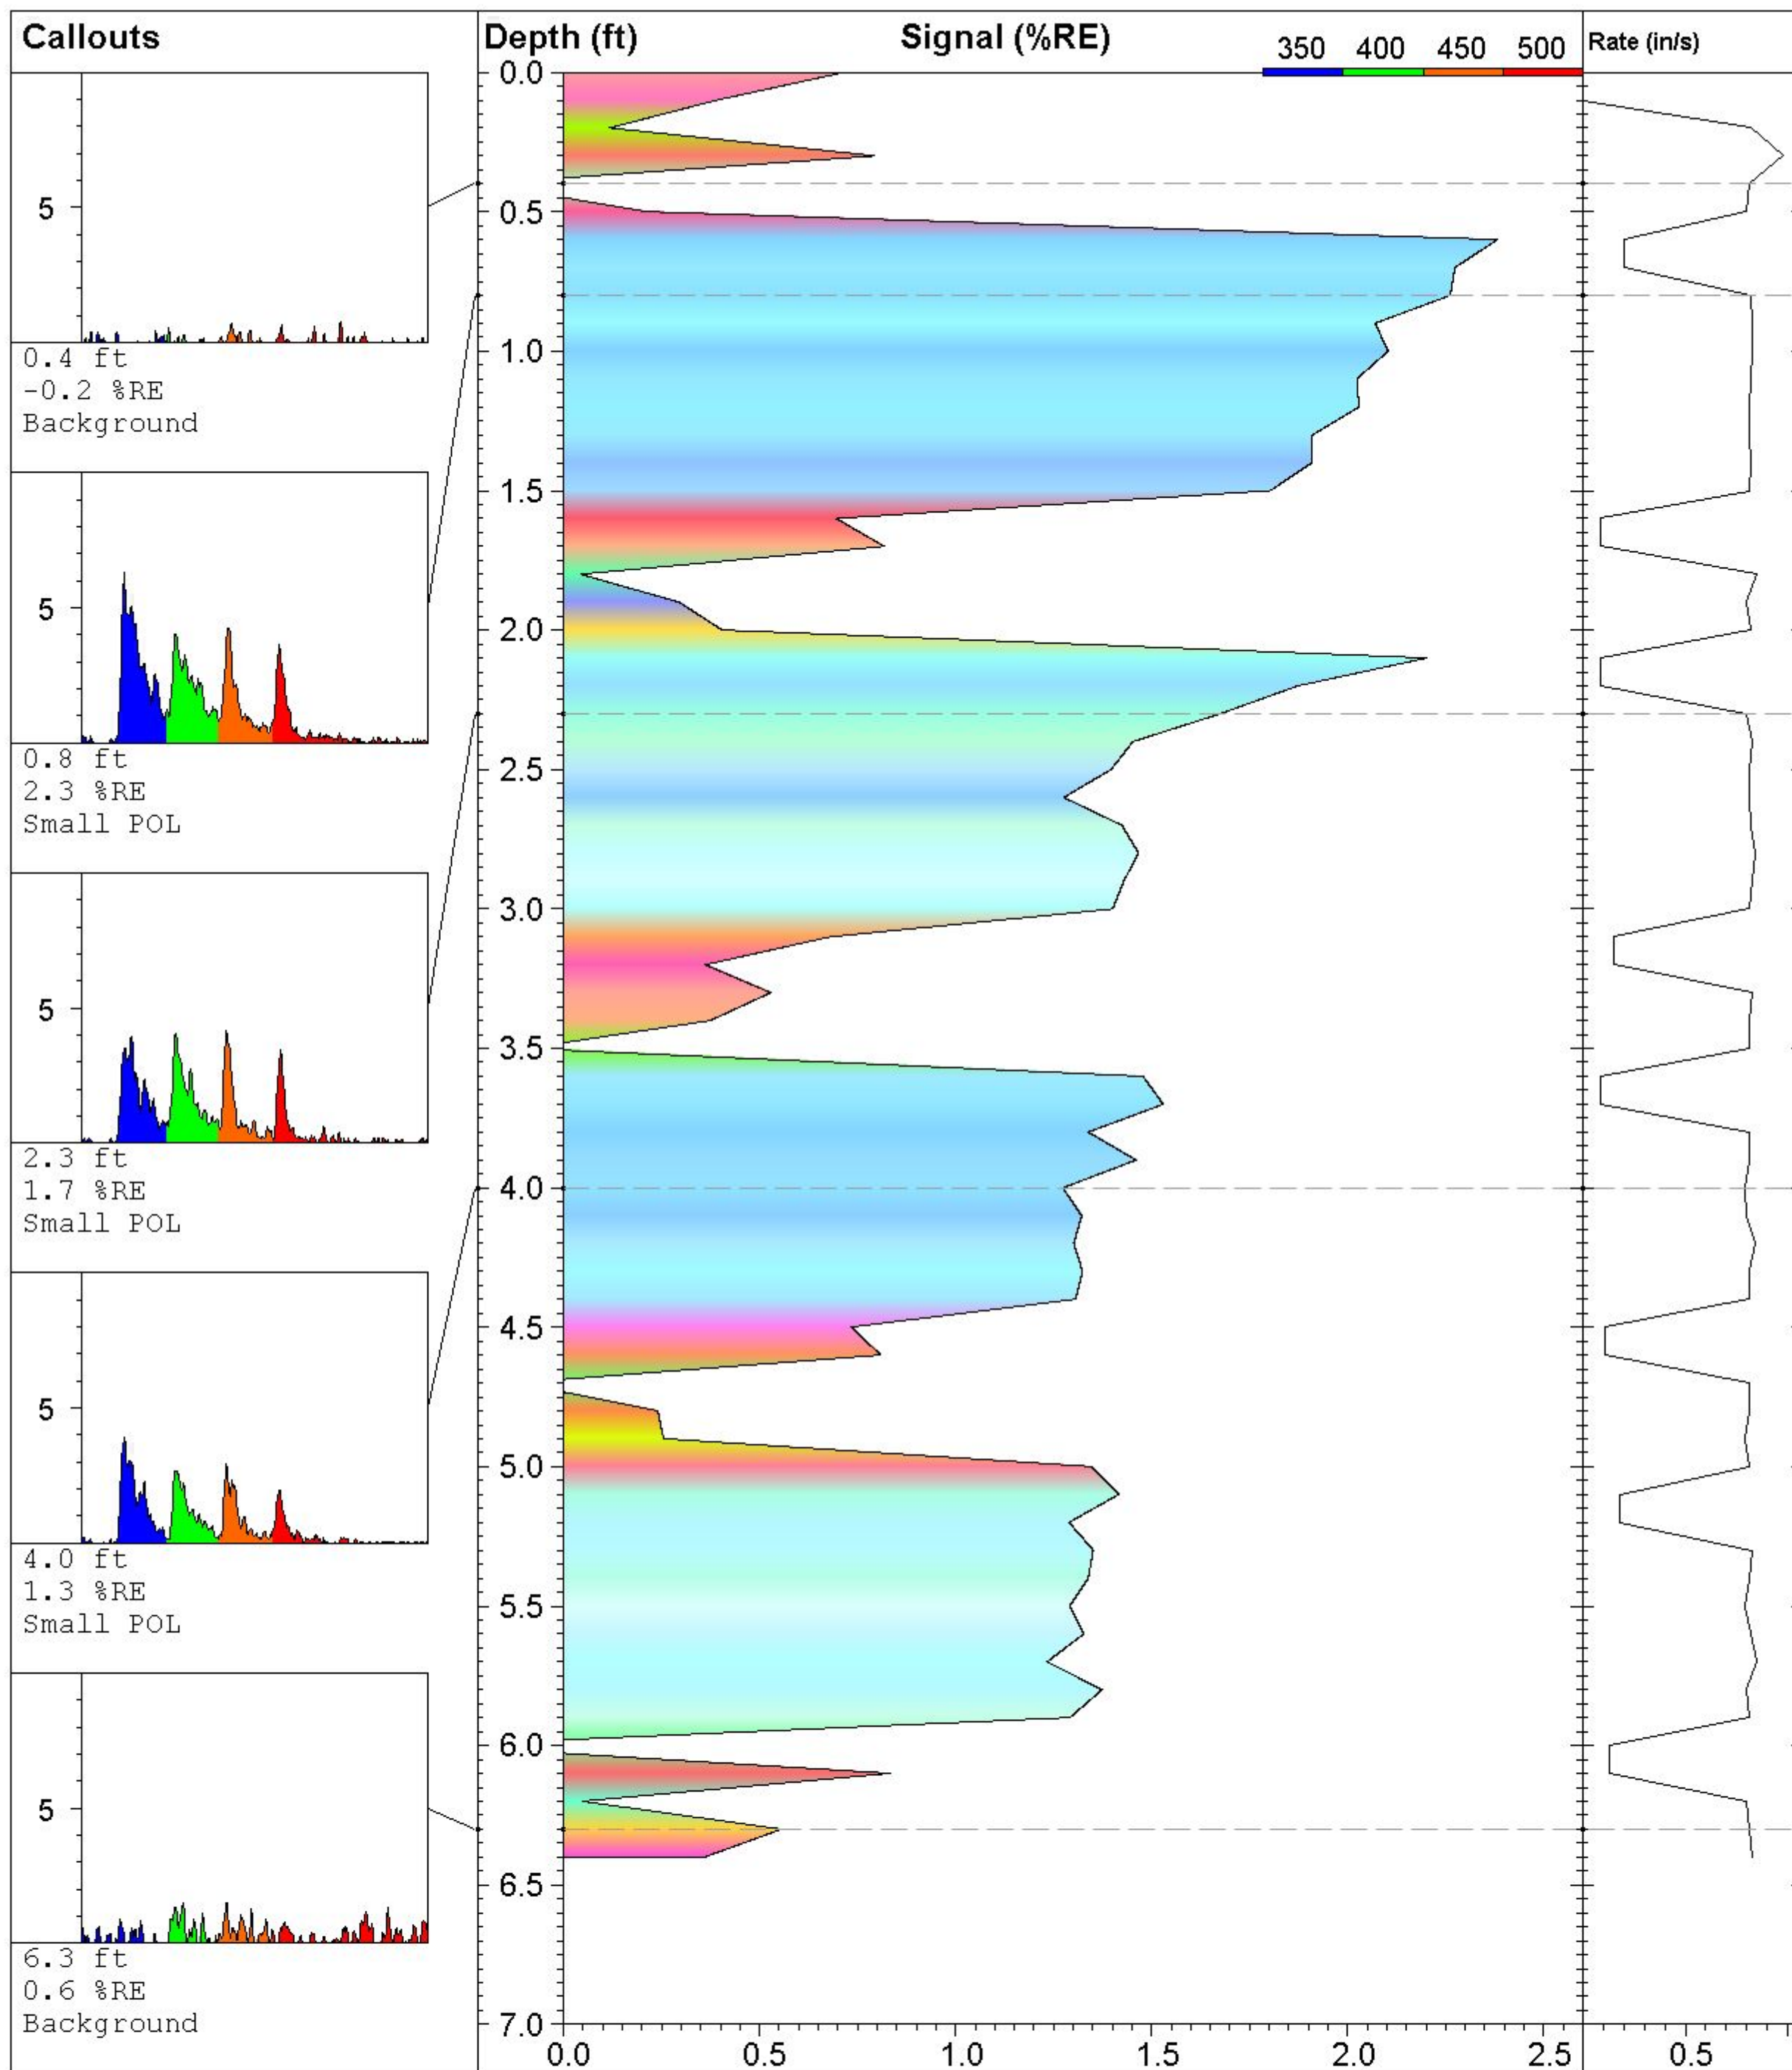 Callouts
Depth (ft)
Signal (%RE)
350 400 450 500
Rate (in/s)
5
0.4 ft
-0.2 %RE
Background
5
0.8 ft
2.3 %RE
Small POL
5
2.3 ft
1.7 %RE
Small POL
5
4.0 ft
1.3 %RE
Small POL
5
6.3 ft
0.6 %RE
Background
0.0
0.5
1.0
1.5
2.0
2.5
3.0
3.5
4.0
4.5
5.0
5.5
6.0
6.5
7.0
0.0 0.5 1.0 1.5 2.0 2.5
0.5